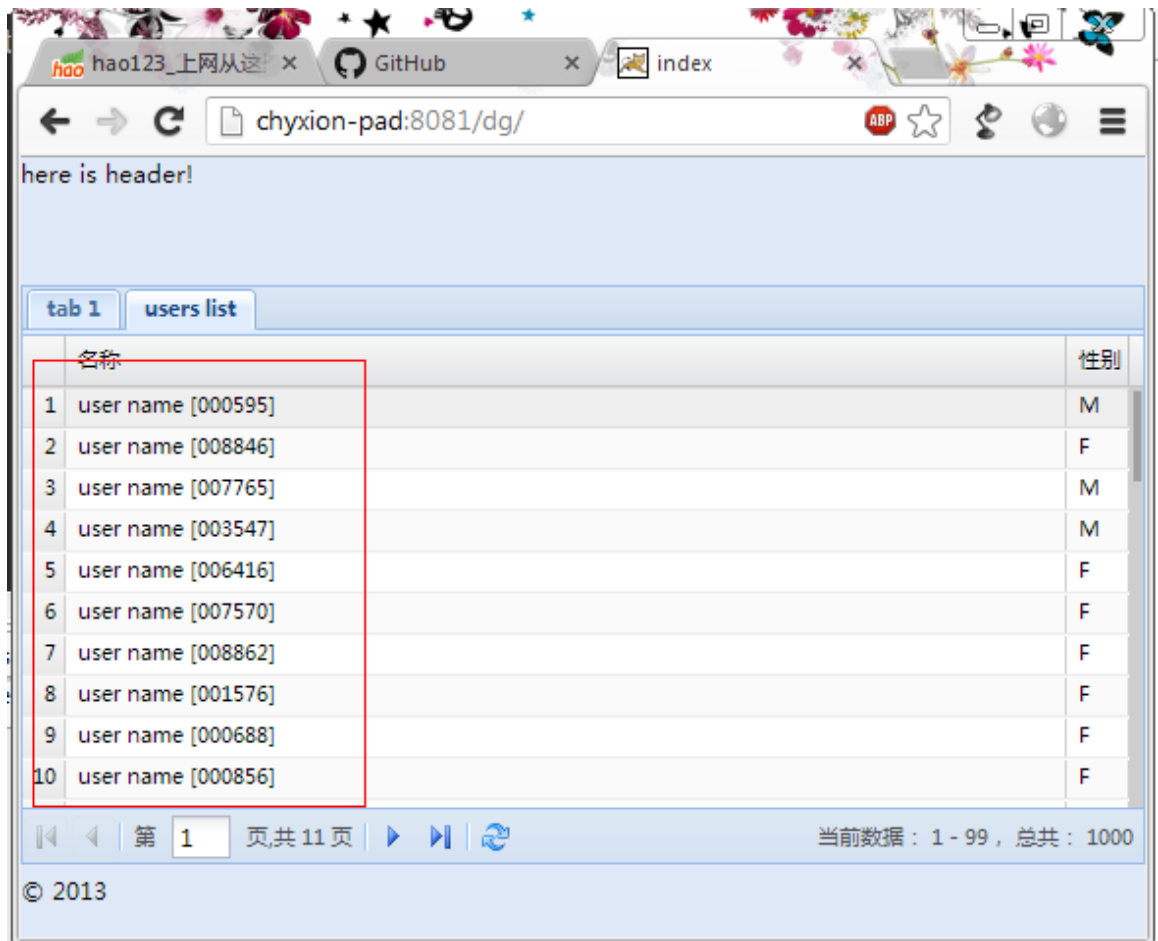 hao hao123_上网从这 GitHub index
chyxion-pad:8081/dg/ ABP
here is header!
tab 1 users list
名称 性别
1 user name [000595] M
2 user name [008846] F
3 user name [007765] M
4 user name [003547] M
5 user name [006416] F
6 user name [007570] F
7 user name [008862] F
8 user name [001576] F
9 user name [000688] F
10 user name [000856] F
第 1 页,共 11 页 当前数据： 1 - 99， 总共： 1000
© 2013